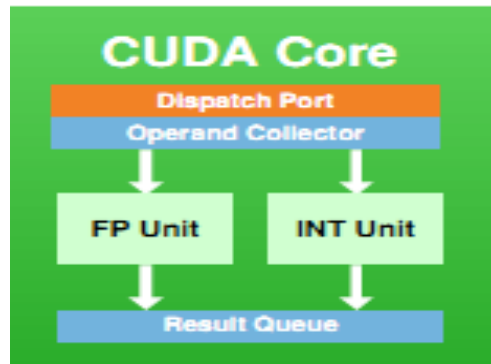 CUDA Core
Dispatch Port
Operand Collector
FP Unit
INT Unit
Result Queue